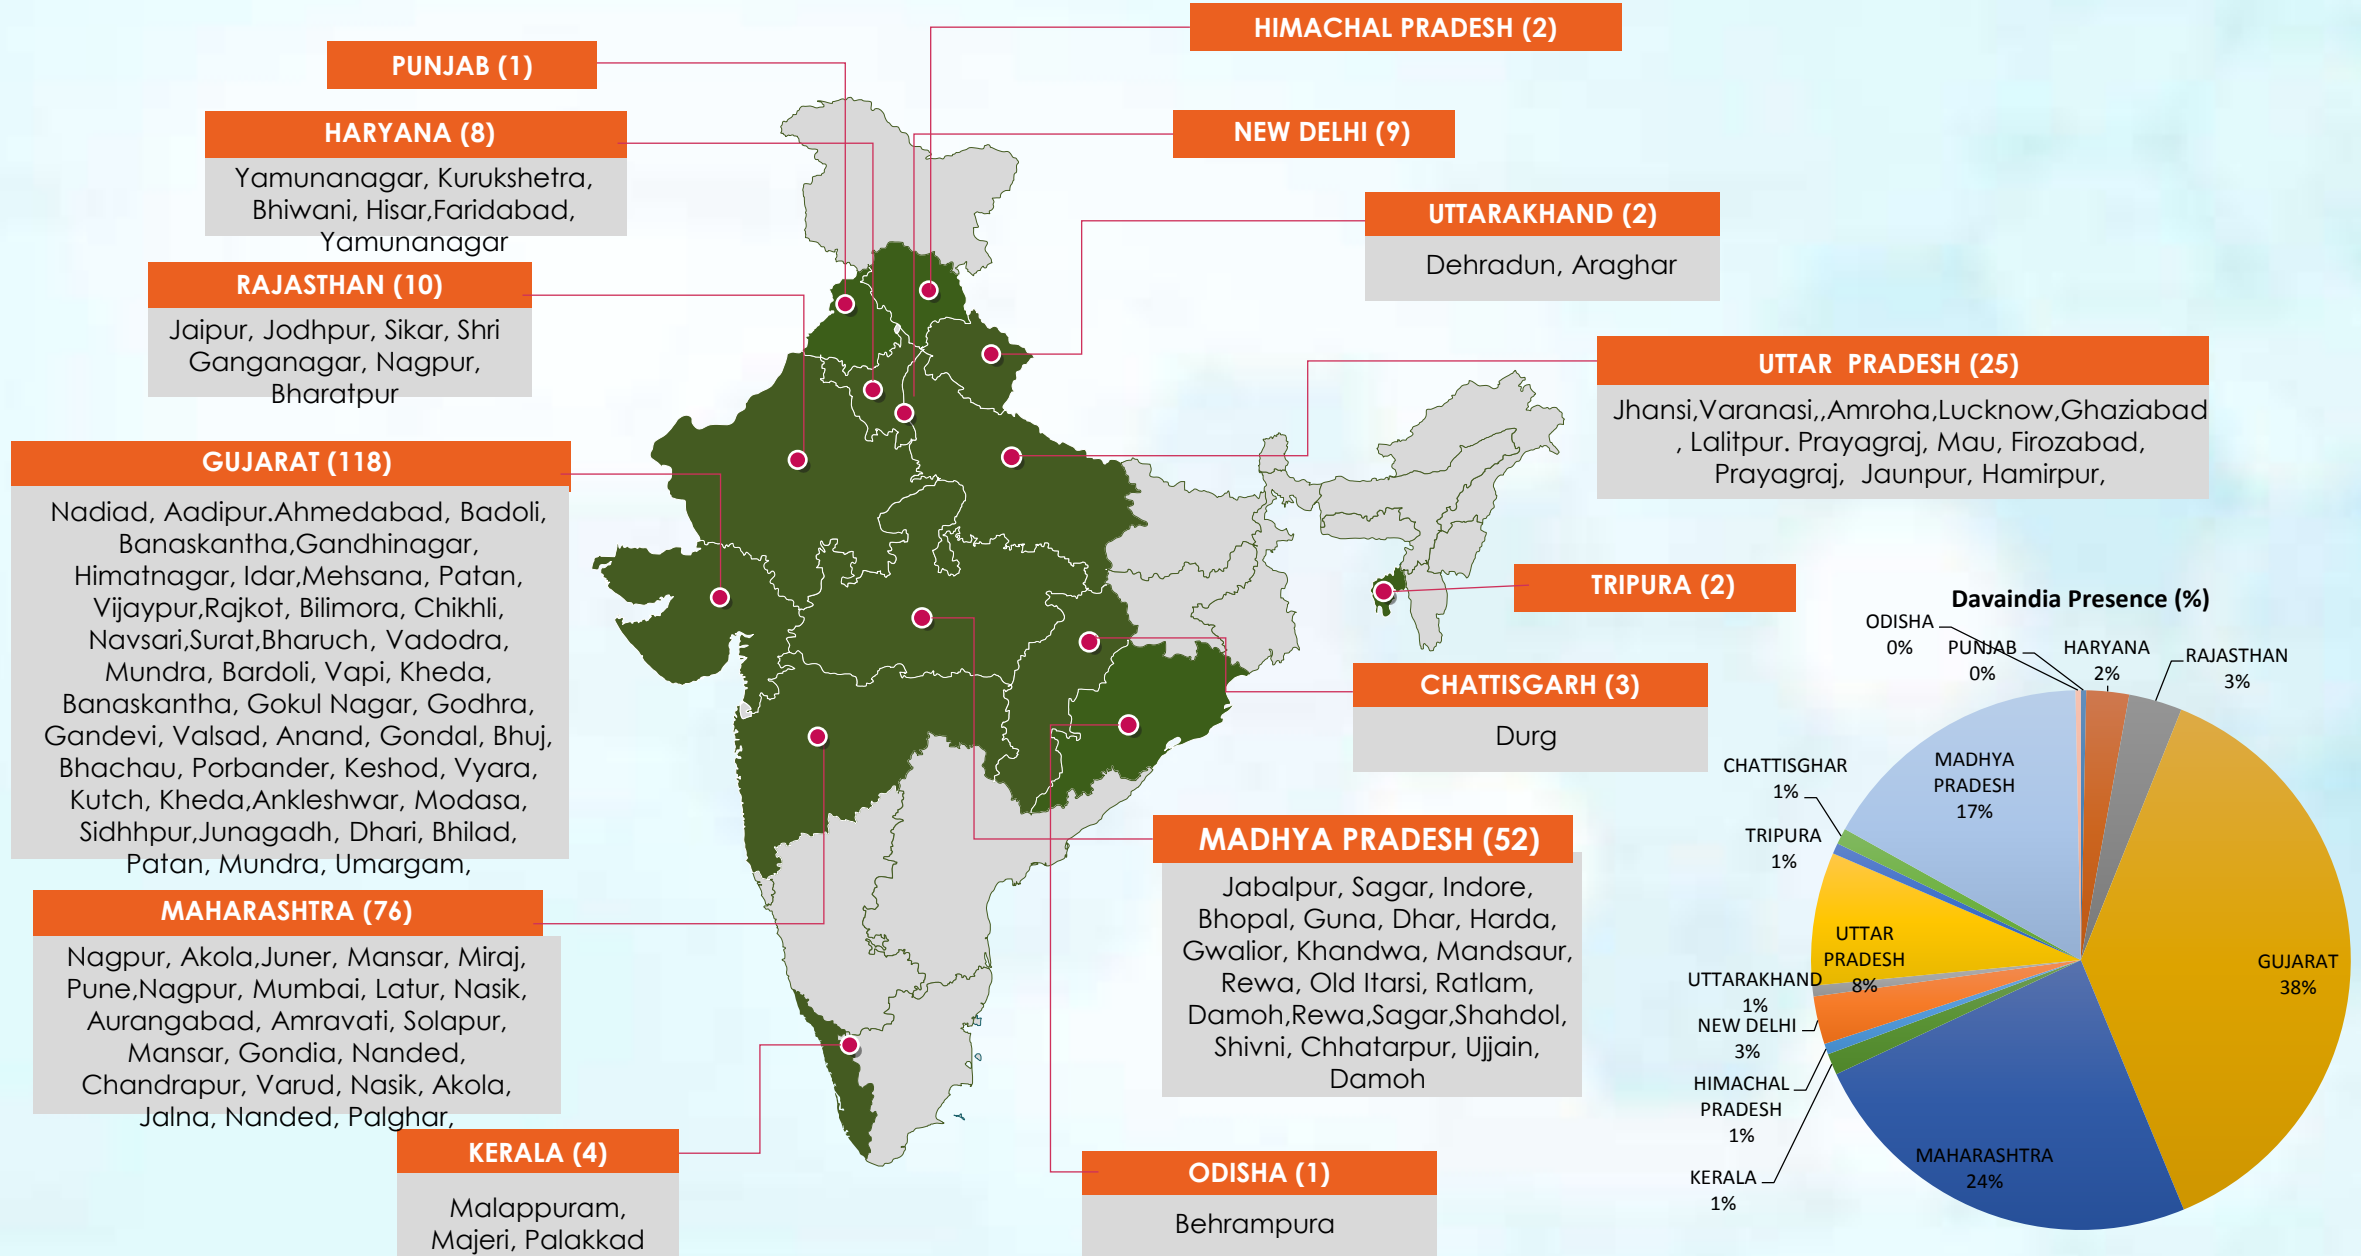 HIMACHAL PRADESH (2)
PUNJAB (1)
HARYANA (8)
Yamunanagar, Kurukshetra,
Bhiwani, Hisar,Faridabad,
Yamunanagar
NEW DELHI (9)
UTTARAKHAND (2)
Dehradun, Araghar
RAJASTHAN (10)
Jaipur, Jodhpur, Sikar, Shri
Ganganagar, Nagpur,
Bharatpur
UTTAR  PRADESH (25)
Jhansi,Varanasi,,Amroha,Lucknow,Ghaziabad
, Lalitpur. Prayagraj, Mau, Firozabad,
Prayagraj,  Jaunpur, Hamirpur,
GUJARAT (118)
Nadiad, Aadipur.Ahmedabad, Badoli,
Banaskantha,Gandhinagar,
Himatnagar, Idar,Mehsana, Patan,
Vijaypur,Rajkot, Bilimora, Chikhli,
Navsari,Surat,Bharuch, Vadodra,
Mundra, Bardoli, Vapi, Kheda,
Banaskantha, Gokul Nagar, Godhra,
Gandevi, Valsad, Anand, Gondal, Bhuj,
Bhachau, Porbander, Keshod, Vyara,
Kutch, Kheda,Ankleshwar, Modasa,
Sidhhpur,Junagadh, Dhari, Bhilad,
Patan, Mundra, Umargam,
TRIPURA (2)
CHATTISGARH (3)
Durg
MADHYA PRADESH (52)
Jabalpur, Sagar, Indore,
Bhopal, Guna, Dhar, Harda,
Gwalior, Khandwa, Mandsaur,
Rewa, Old Itarsi, Ratlam,
Damoh,Rewa,Sagar,Shahdol,
Shivni, Chhatarpur, Ujjain,
Damoh
MAHARASHTRA (76)
Nagpur, Akola,Juner, Mansar, Miraj,
Pune,Nagpur, Mumbai, Latur, Nasik,
Aurangabad, Amravati, Solapur,
Mansar, Gondia, Nanded,
Chandrapur, Varud, Nasik, Akola,
Jalna, Nanded, Palghar,
KERALA (4)
Malappuram,
Majeri, Palakkad
ODISHA (1)
Behrampura
Davaindia Presence (%)
ODISHA
0%
PUNJAB
0%
HARYANA
2%
RAJASTHAN
3%
GUJARAT
38%
MAHARASHTRA
24%
KERALA
1%
HIMACHAL
PRADESH
1%
NEW DELHI
3%
UTTARAKHAND
1%
UTTAR
PRADESH
8%
TRIPURA
1%
CHATTISGHAR
1%
MADHYA
PRADESH
17%